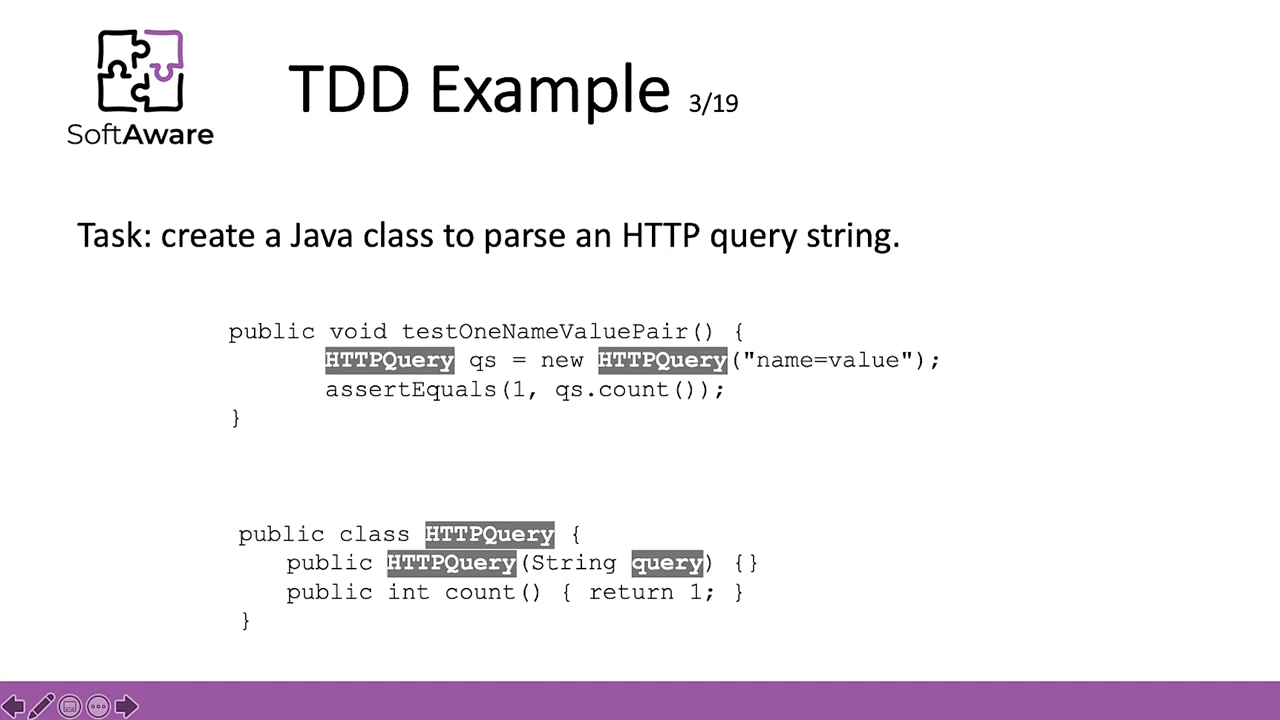 SoftAware
TDD Example 3/19
Task: create a Java class to parse an HTTP query string.
public void testOneNameValuePair() {
HTTPQuery qs = new HTTPQuery("name=value");
assertEquals(1, qs.count());
}
public class HTTPQuery {
public HTTPQuery(String query) {}
public int count() { return 1; }
}